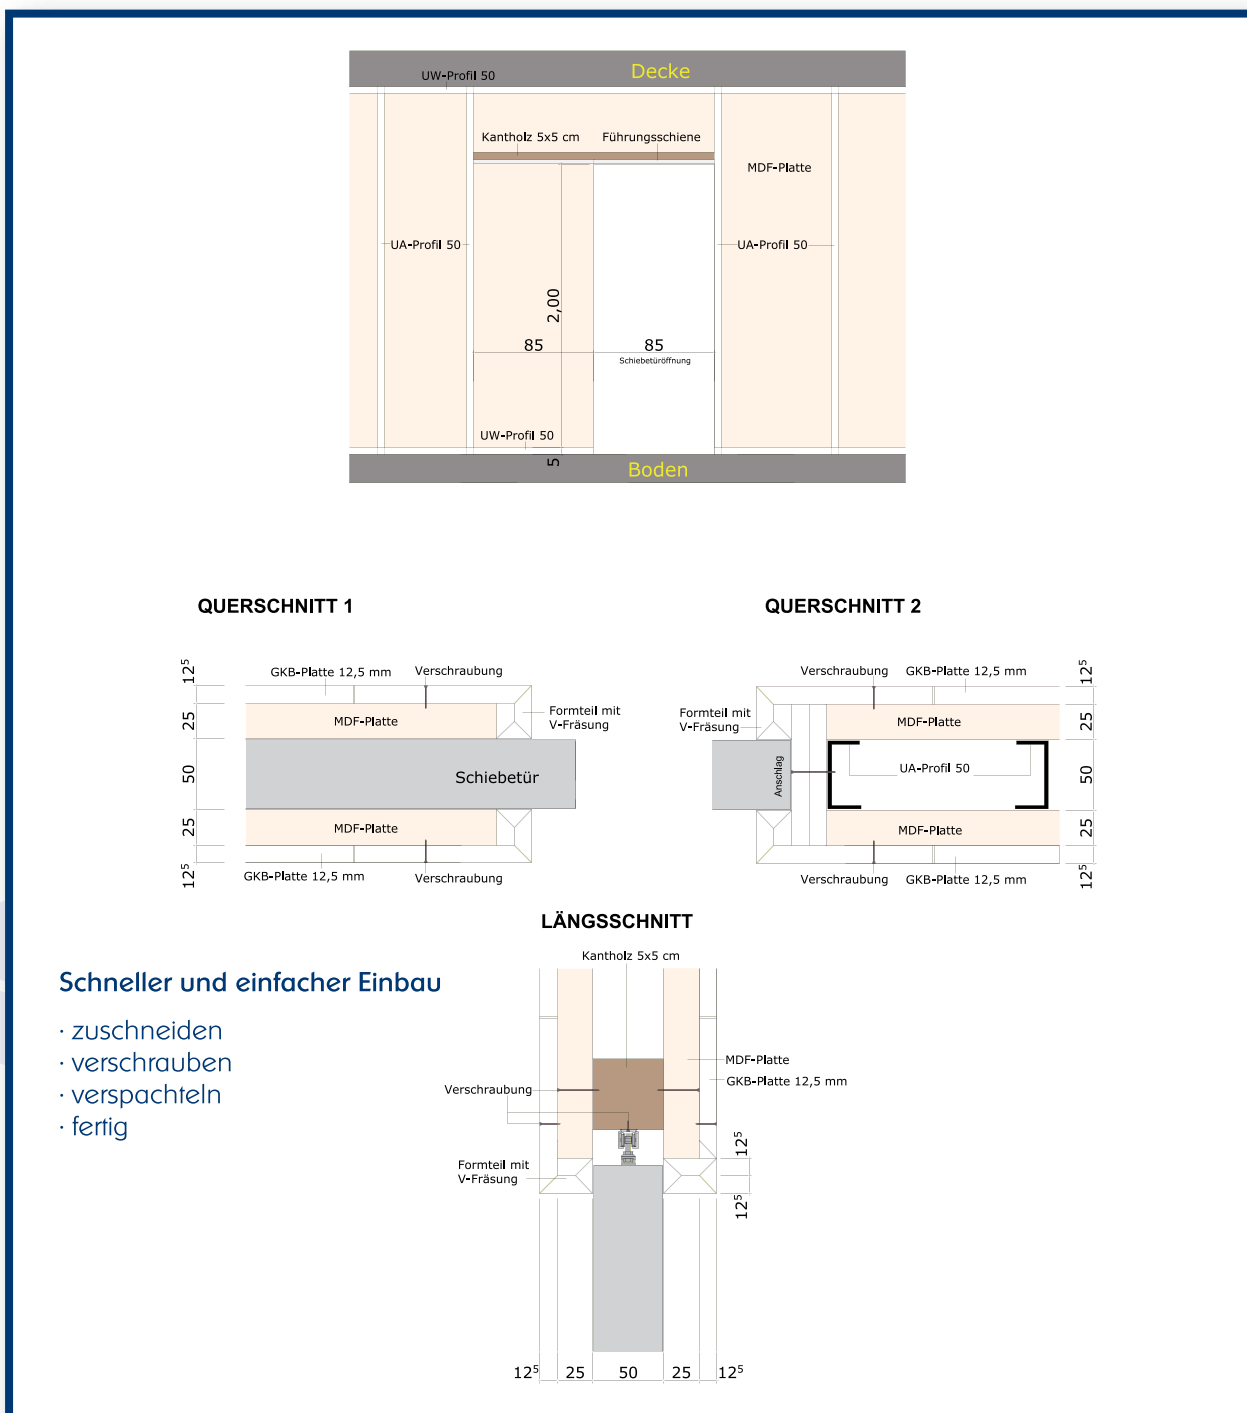 Decke
UW-Profil 50
Kantholz 5x5 cm
Führungsschiene
MDF-Platte
UA-Profil 50
UA-Profil 50
2,00
85
85
Schiebetüröffnung
UW-Profil 50
5
Boden
QUERSCHNITT 1
12⁵
25
50
25
12⁵
GKB-Platte 12,5 mm
Verschraubung
MDF-Platte
Formteil mit
V-Fräsung
Schiebetür
MDF-Platte
GKB-Platte 12,5 mm
Verschraubung
QUERSCHNITT 2
Verschraubung
GKB-Platte 12,5 mm
Formteil mit
V-Fräsung
MDF-Platte
Anschlag
UA-Profil 50
MDF-Platte
Verschraubung
GKB-Platte 12,5 mm
12⁵
25
50
25
12⁵
LÄNGSSCHNITT
Kantholz 5x5 cm
MDF-Platte
GKB-Platte 12,5 mm
Verschraubung
Formteil mit
V-Fräsung
12⁵
12⁵
12⁵
25
50
25
12⁵
Schneller und einfacher Einbau
· zuschneiden
· verschrauben
· verspachteln
· fertig